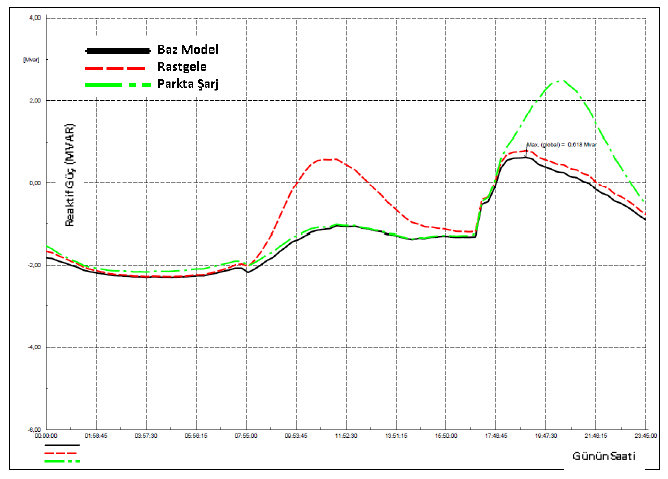 4,00
[Mvar]
Baz Model
Rastgele
Parkta Şarj
2,00
Max. (global) = 0.618 Mvar
Reaktif Güç (MVAR)
0,00
-2,00
-4,00
-6,00
00:00:00 01:58:45 03:57:30 05:56:15 07:55:00 09:53:45 11:52:30 13:51:15 15:50:00 17:48:45 19:47:30 21:46:15 23:45:00
Günün Saati